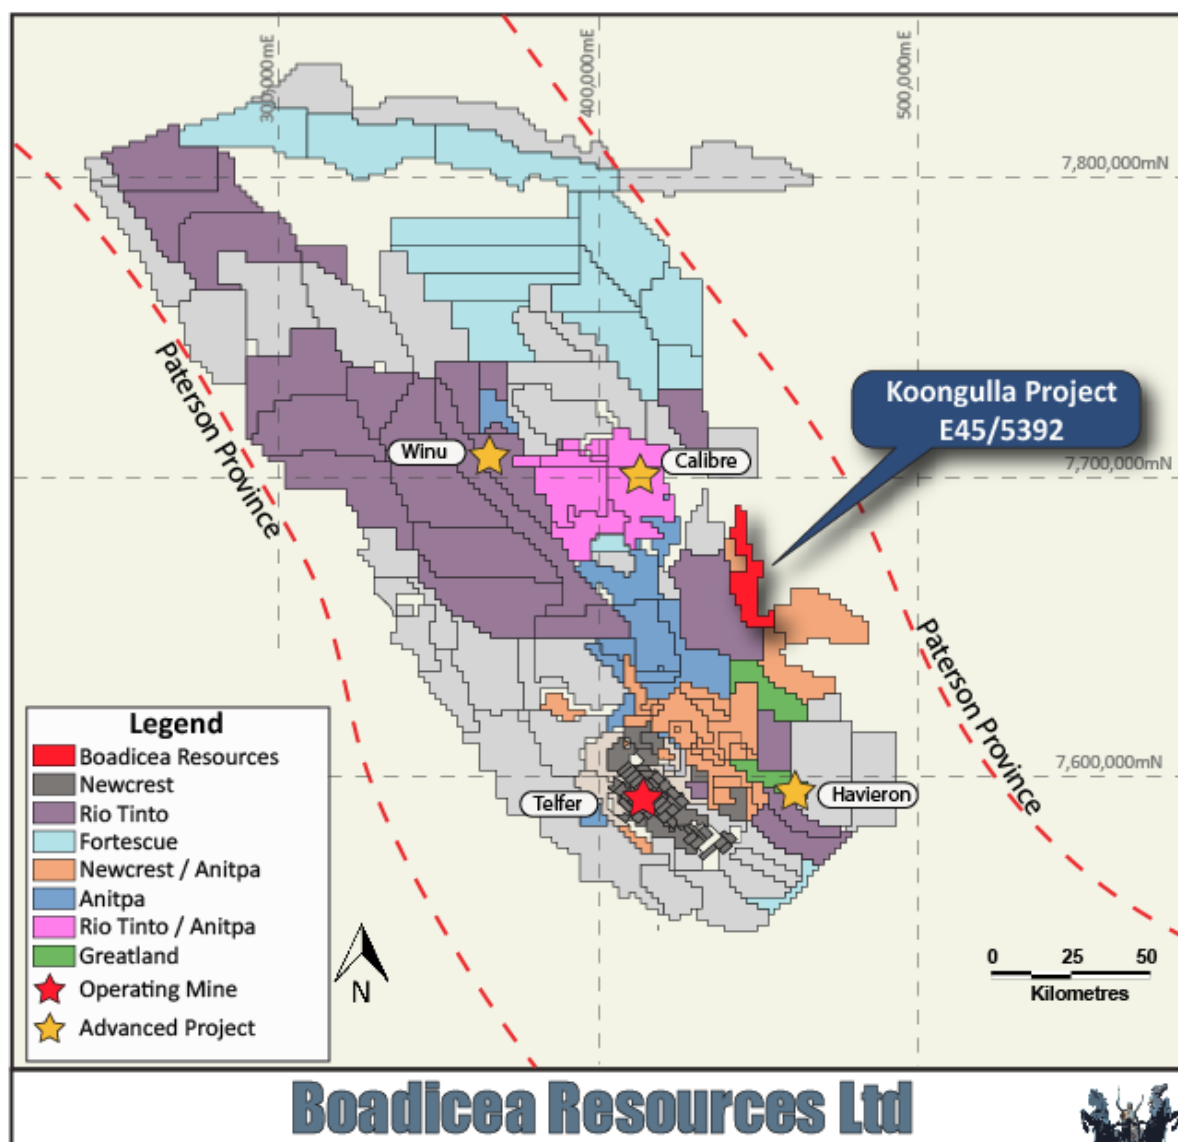 300,000mE
400,000mE
500,000mE
7,800,000mN
Koongulla Project
E45/5392
Paterson Province
Winu
Calibre
7,700,000mN
Paterson Province
Legend
Boadicea Resources
Newcrest
Rio Tinto
Fortescue
Newcrest / Anitpa
Anitpa
Rio Tinto / Anitpa
Greatland
Operating Mine
Advanced Project
7,600,000mN
Telfer
Havieron
N
0 25 50
Kilometres
Boadicea Resources Ltd